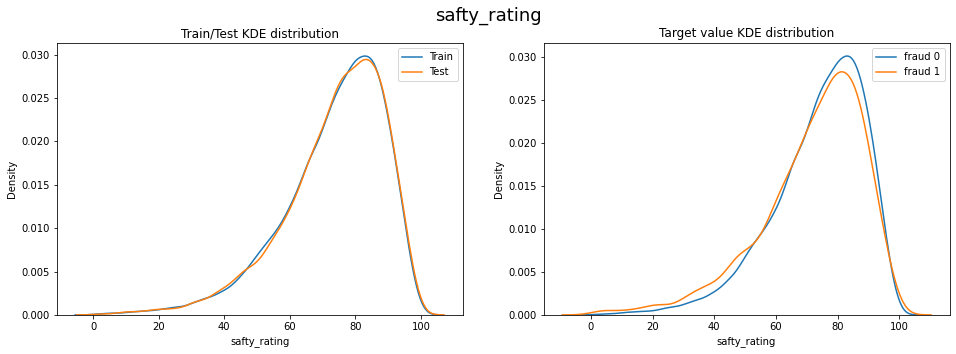 safty_rating
Train/Test KDE distribution
Train
Test
0.030
0.025
0.020
0.015
0.010
0.005
0.000
Density
0
20
40
60
80
100
safty_rating
Target value KDE distribution
fraud 0
fraud 1
0.030
0.025
0.020
0.015
0.010
0.005
0.000
Density
0
20
40
60
80
100
safty_rating